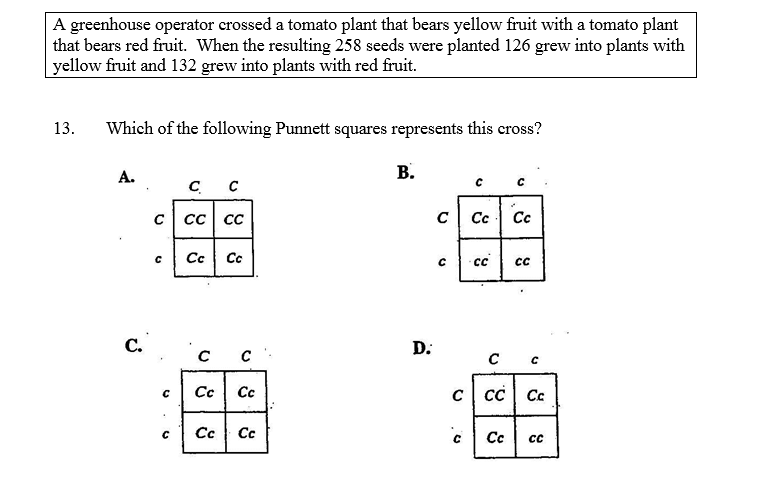 A greenhouse operator crossed a tomato plant that bears yellow fruit with a tomato plant
that bears red fruit. When the resulting 258 seeds were planted 126 grew into plants with
yellow fruit and 132 grew into plants with red fruit.
13. Which of the following Punnett squares represents this cross?
A.
C C
C CC CC
c Cc Cc
B.
c c
C Cc Cc
c cc cc
C.
C C
c Cc Cc
c Cc Cc
D.
C c
C CC Cc
c Cc cc